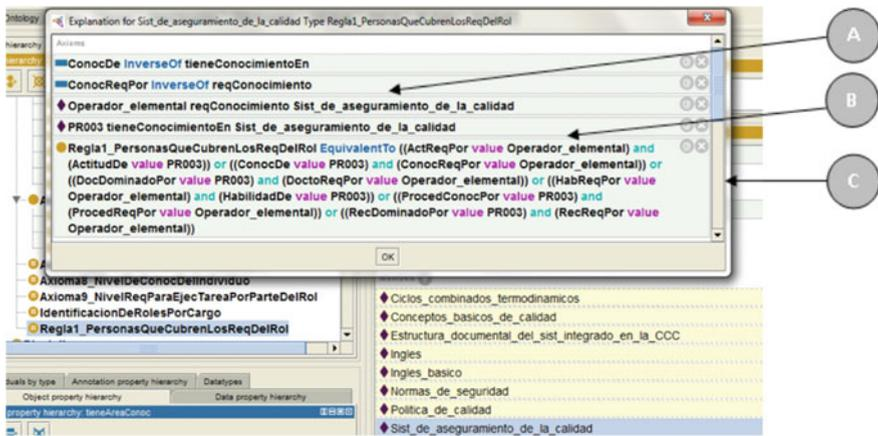 Ontology
Explanation for Sist_de_aseguramiento_de_la_calidad Type Regla1_PersonasQueCubrenLosReqDelRol
hierarchy
Axioms
ConocDe InverseOf tieneConocimientoEn
ConocReqPor InverseOf reqConocimiento
Operador_elemental reqConocimiento Sist_de_aseguramiento_de_la_calidad
PR003 tieneConocimientoEn Sist_de_aseguramiento_de_la_calidad
Regla1_PersonasQueCubrenLosReqDelRol EquivalentTo ((ActReqPor value Operador_elemental) and
(ActitudDe value PR003)) or ((ConocDe value PR003) and (ConocReqPor value Operador_elemental)) or
((DocDominadoPor value PR003) and (DoctoReqPor value Operador_elemental)) or ((HabReqPor value
Operador_elemental) and (HabilidadDe value PR003)) or ((ProcedConocPor value PR003) and
(ProcedReqPor value Operador_elemental)) or ((RecDominadoPor value PR003) and (RecReqPor value
Operador_elemental))
OK
A
B
C
Axioma8_NivelDeConocDelIndividuo
Axioma9_NivelReqParaEjecTareaPorParteDelRol
IdentificacionDeRolesPorCargo
Regla1_PersonasQueCubrenLosReqDelRol
Ciclos_combinados_termodinamicos
Conceptos_basicos_de_calidad
Estructura_documental_del_sist_integrado_en_la_CCC
Ingles
Ingles_basico
Normas_de_seguridad
Politica_de_calidad
Sist_de_aseguramiento_de_la_calidad
duals by type Annotation property hierarchy Datatypes
Object property hierarchy Data property hierarchy
property hierarchy: tieneAreaConoc